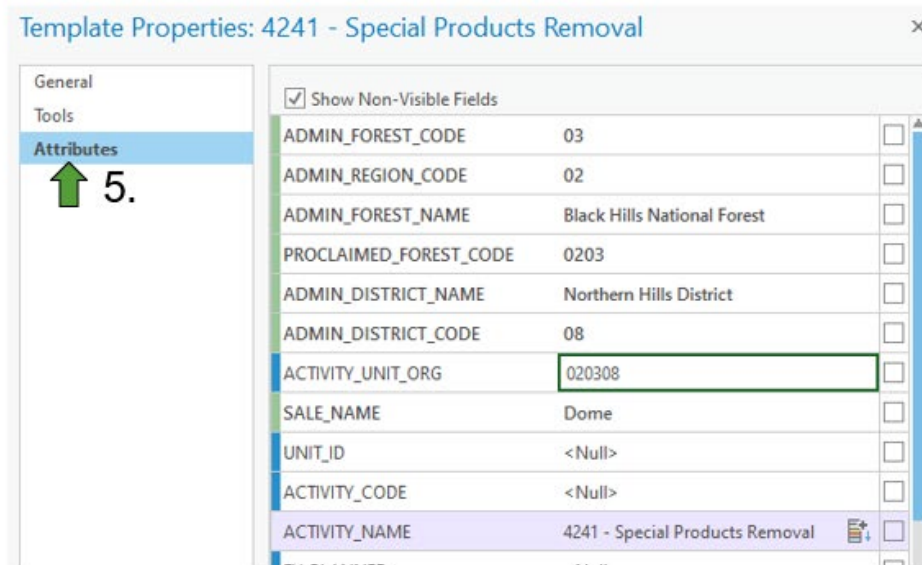 Template Properties: 4241 - Special Products Removal
General
Tools
Attributes
5.
Show Non-Visible Fields
ADMIN_FOREST_CODE 03
ADMIN_REGION_CODE 02
ADMIN_FOREST_NAME Black Hills National Forest
PROCLAIMED_FOREST_CODE 0203
ADMIN_DISTRICT_NAME Northern Hills District
ADMIN_DISTRICT_CODE 08
ACTIVITY_UNIT_ORG 020308
SALE_NAME Dome
UNIT_ID <Null>
ACTIVITY_CODE <Null>
ACTIVITY_NAME 4241 - Special Products Removal